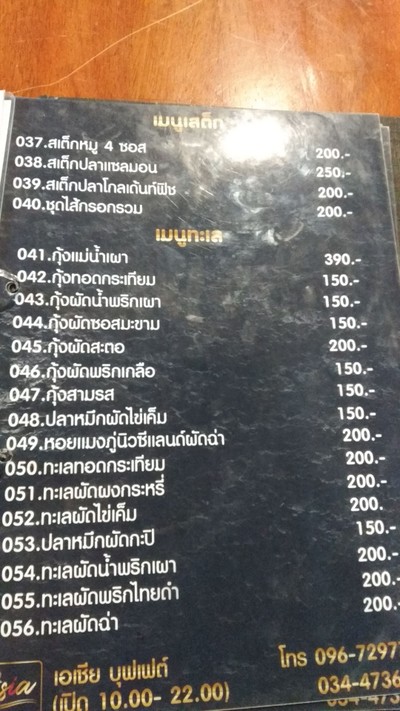 เมนูสเต็ก
037.สเต็กหมู 4 ซอส 200.-
038.สเต็กปลาแซลมอน 250.-
039.สเต็กปลาโกลเด้นท์ฟิช 200.-
040.ชุดไส้กรอกรวม 200.-
เมนูทะเล
041.กุ้งแม่น้ำเผา 390.-
042.กุ้งทอดกระเทียม 150.-
043.กุ้งผัดน้ำพริกเผา 150.-
044.กุ้งผัดซอสมะขาม 150.-
045.กุ้งผัดสะตอ 200.-
046.กุ้งผัดพริกเกลือ 150.-
047.กุ้งสามรส 150.-
048.ปลาหมึกผัดไข่เค็ม 150.-
049.หอยแมงภู่นิวซีแลนด์ผัดฉ่า 200.-
050.ทะเลทอดกระเทียม 200.-
051.ทะเลผัดผงกระหรี่ 200.-
052.ทะเลผัดไข่เค็ม 200.
053.ปลาหมึกผัดกะปิ 150.-
054.ทะเลผัดน้ำพริกเผา 200.-
055.ทะเลผัดพริกไทยดำ 200.-
056.ทะเลผัดฉ่า 200.-
เอเชีย บุฟเฟต์ โทร 096-7297
(เปิด 10.00- 22.00) 034-4736